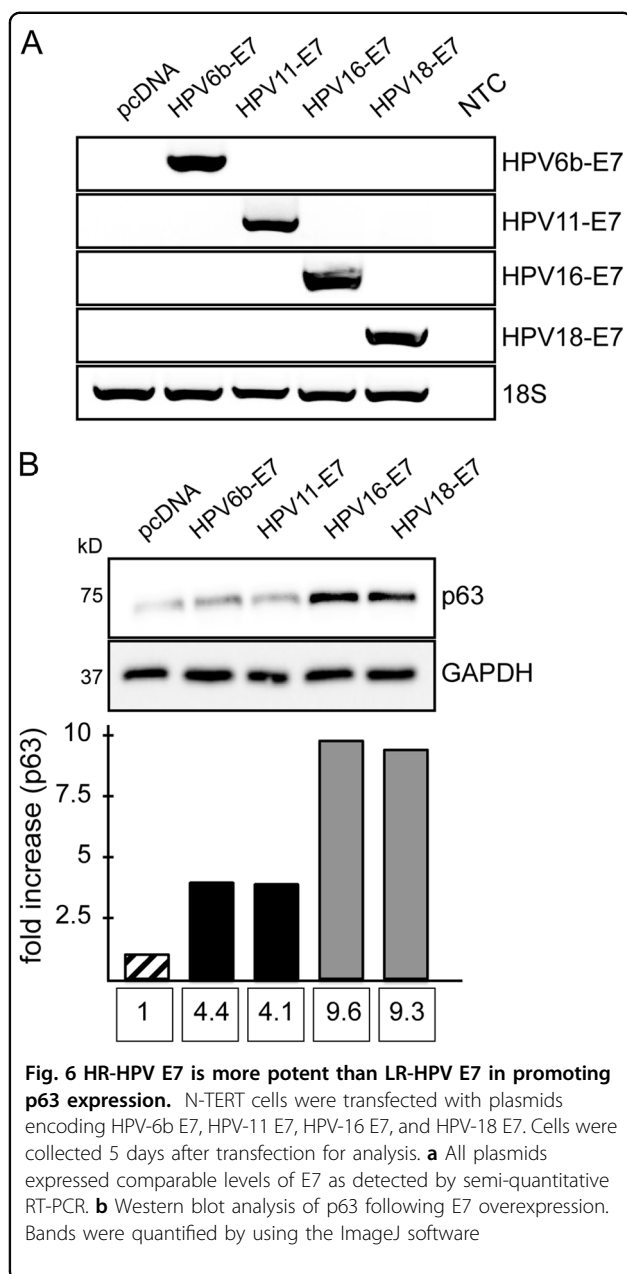 A
pcDNA HPV6b-E7 HPV11-E7 HPV16-E7 HPV18-E7 NTC
HPV6b-E7
HPV11-E7
HPV16-E7
HPV18-E7
18S
B
pcDNA HPV6b-E7 HPV11-E7 HPV16-E7 HPV18-E7
kD
75 p63
37 GAPDH
fold increase (p63)
10
7.5
5
2.5
1 4.4 4.1 9.6 9.3
Fig. 6 HR-HPV E7 is more potent than LR-HPV E7 in promoting
p63 expression. N-TERT cells were transfected with plasmids
encoding HPV-6b E7, HPV-11 E7, HPV-16 E7, and HPV-18 E7. Cells were
collected 5 days after transfection for analysis. a All plasmids
expressed comparable levels of E7 as detected by semi-quantitative
RT-PCR. b Western blot analysis of p63 following E7 overexpression.
Bands were quantified by using the ImageJ software